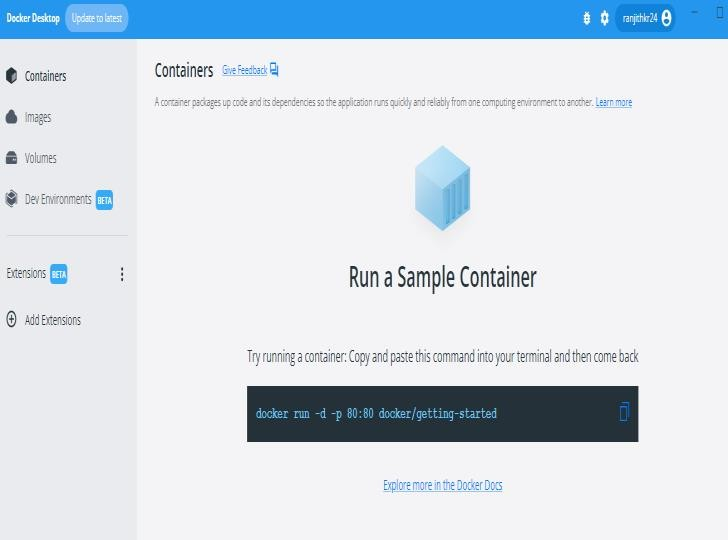 Docker Desktop Update to latest ranjithkr24
Containers
Images
Volumes
Dev Environments BETA
Extensions BETA
Add Extensions
Containers Give Feedback
A container packages up code and its dependencies so the application runs quickly and reliably from one computing environment to another. Learn more
Run a Sample Container
Try running a container: Copy and paste this command into your terminal and then come back
docker run -d -p 80:80 docker/getting-started
Explore more in the Docker Docs